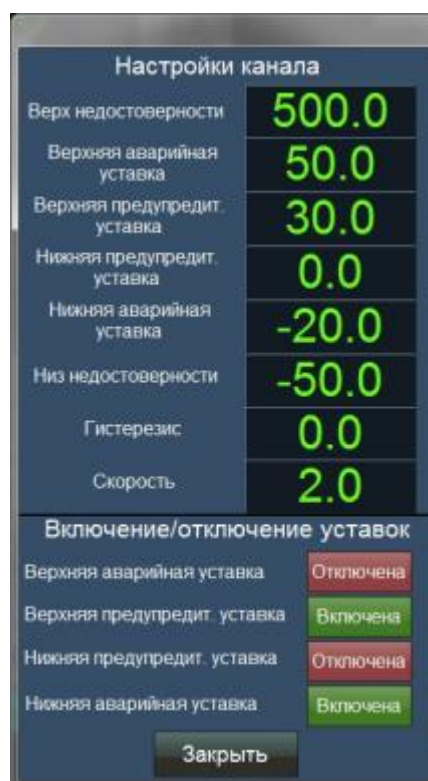 Настройки канала
Верх недостоверности 500.0
Верхняя аварийная
уставка 50.0
Верхняя предупредит.
уставка 30.0
Нижняя предупредит.
уставка 0.0
Нижняя аварийная
уставка -20.0
Низ недостоверности -50.0
Гистерезис 0.0
Скорость 2.0
Включение/отключение уставок
Верхняя аварийная уставка Отключена
Верхняя предупредит. уставка Включена
Нижняя предупредит. уставка Отключена
Нижняя аварийная уставка Включена
Закрыть